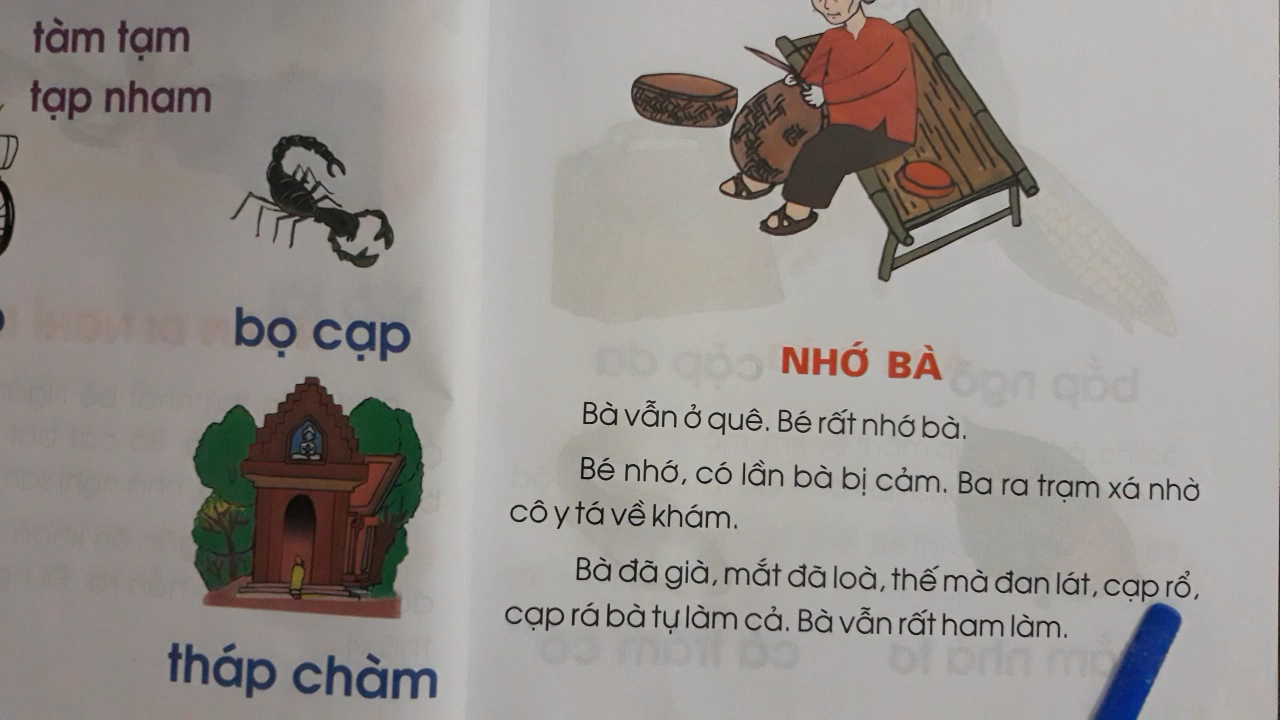 tàm tạm
tạp nham
bọ cạp
tháp chàm
NHỚ BÀ
Bà vẫn ở quê. Bé rất nhớ bà.
Bé nhớ, có lần bà bị cảm. Ba ra trạm xá nhờ
cô y tá về khám.
Bà đã già, mắt đã loà, thế mà đan lát, cạp rổ,
cạp rá bà tự làm cả. Bà vẫn rất ham làm.